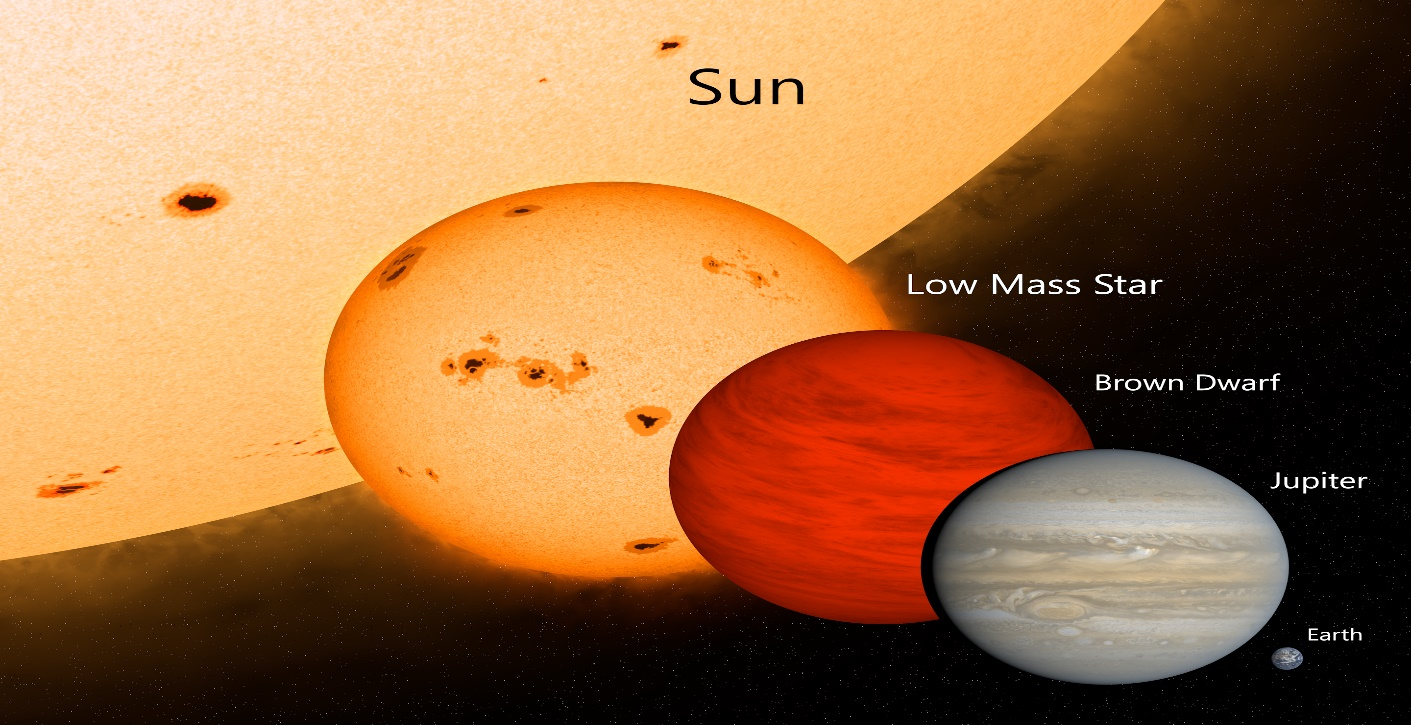 Sun
Low Mass Star
Brown Dwarf
Jupiter
Earth